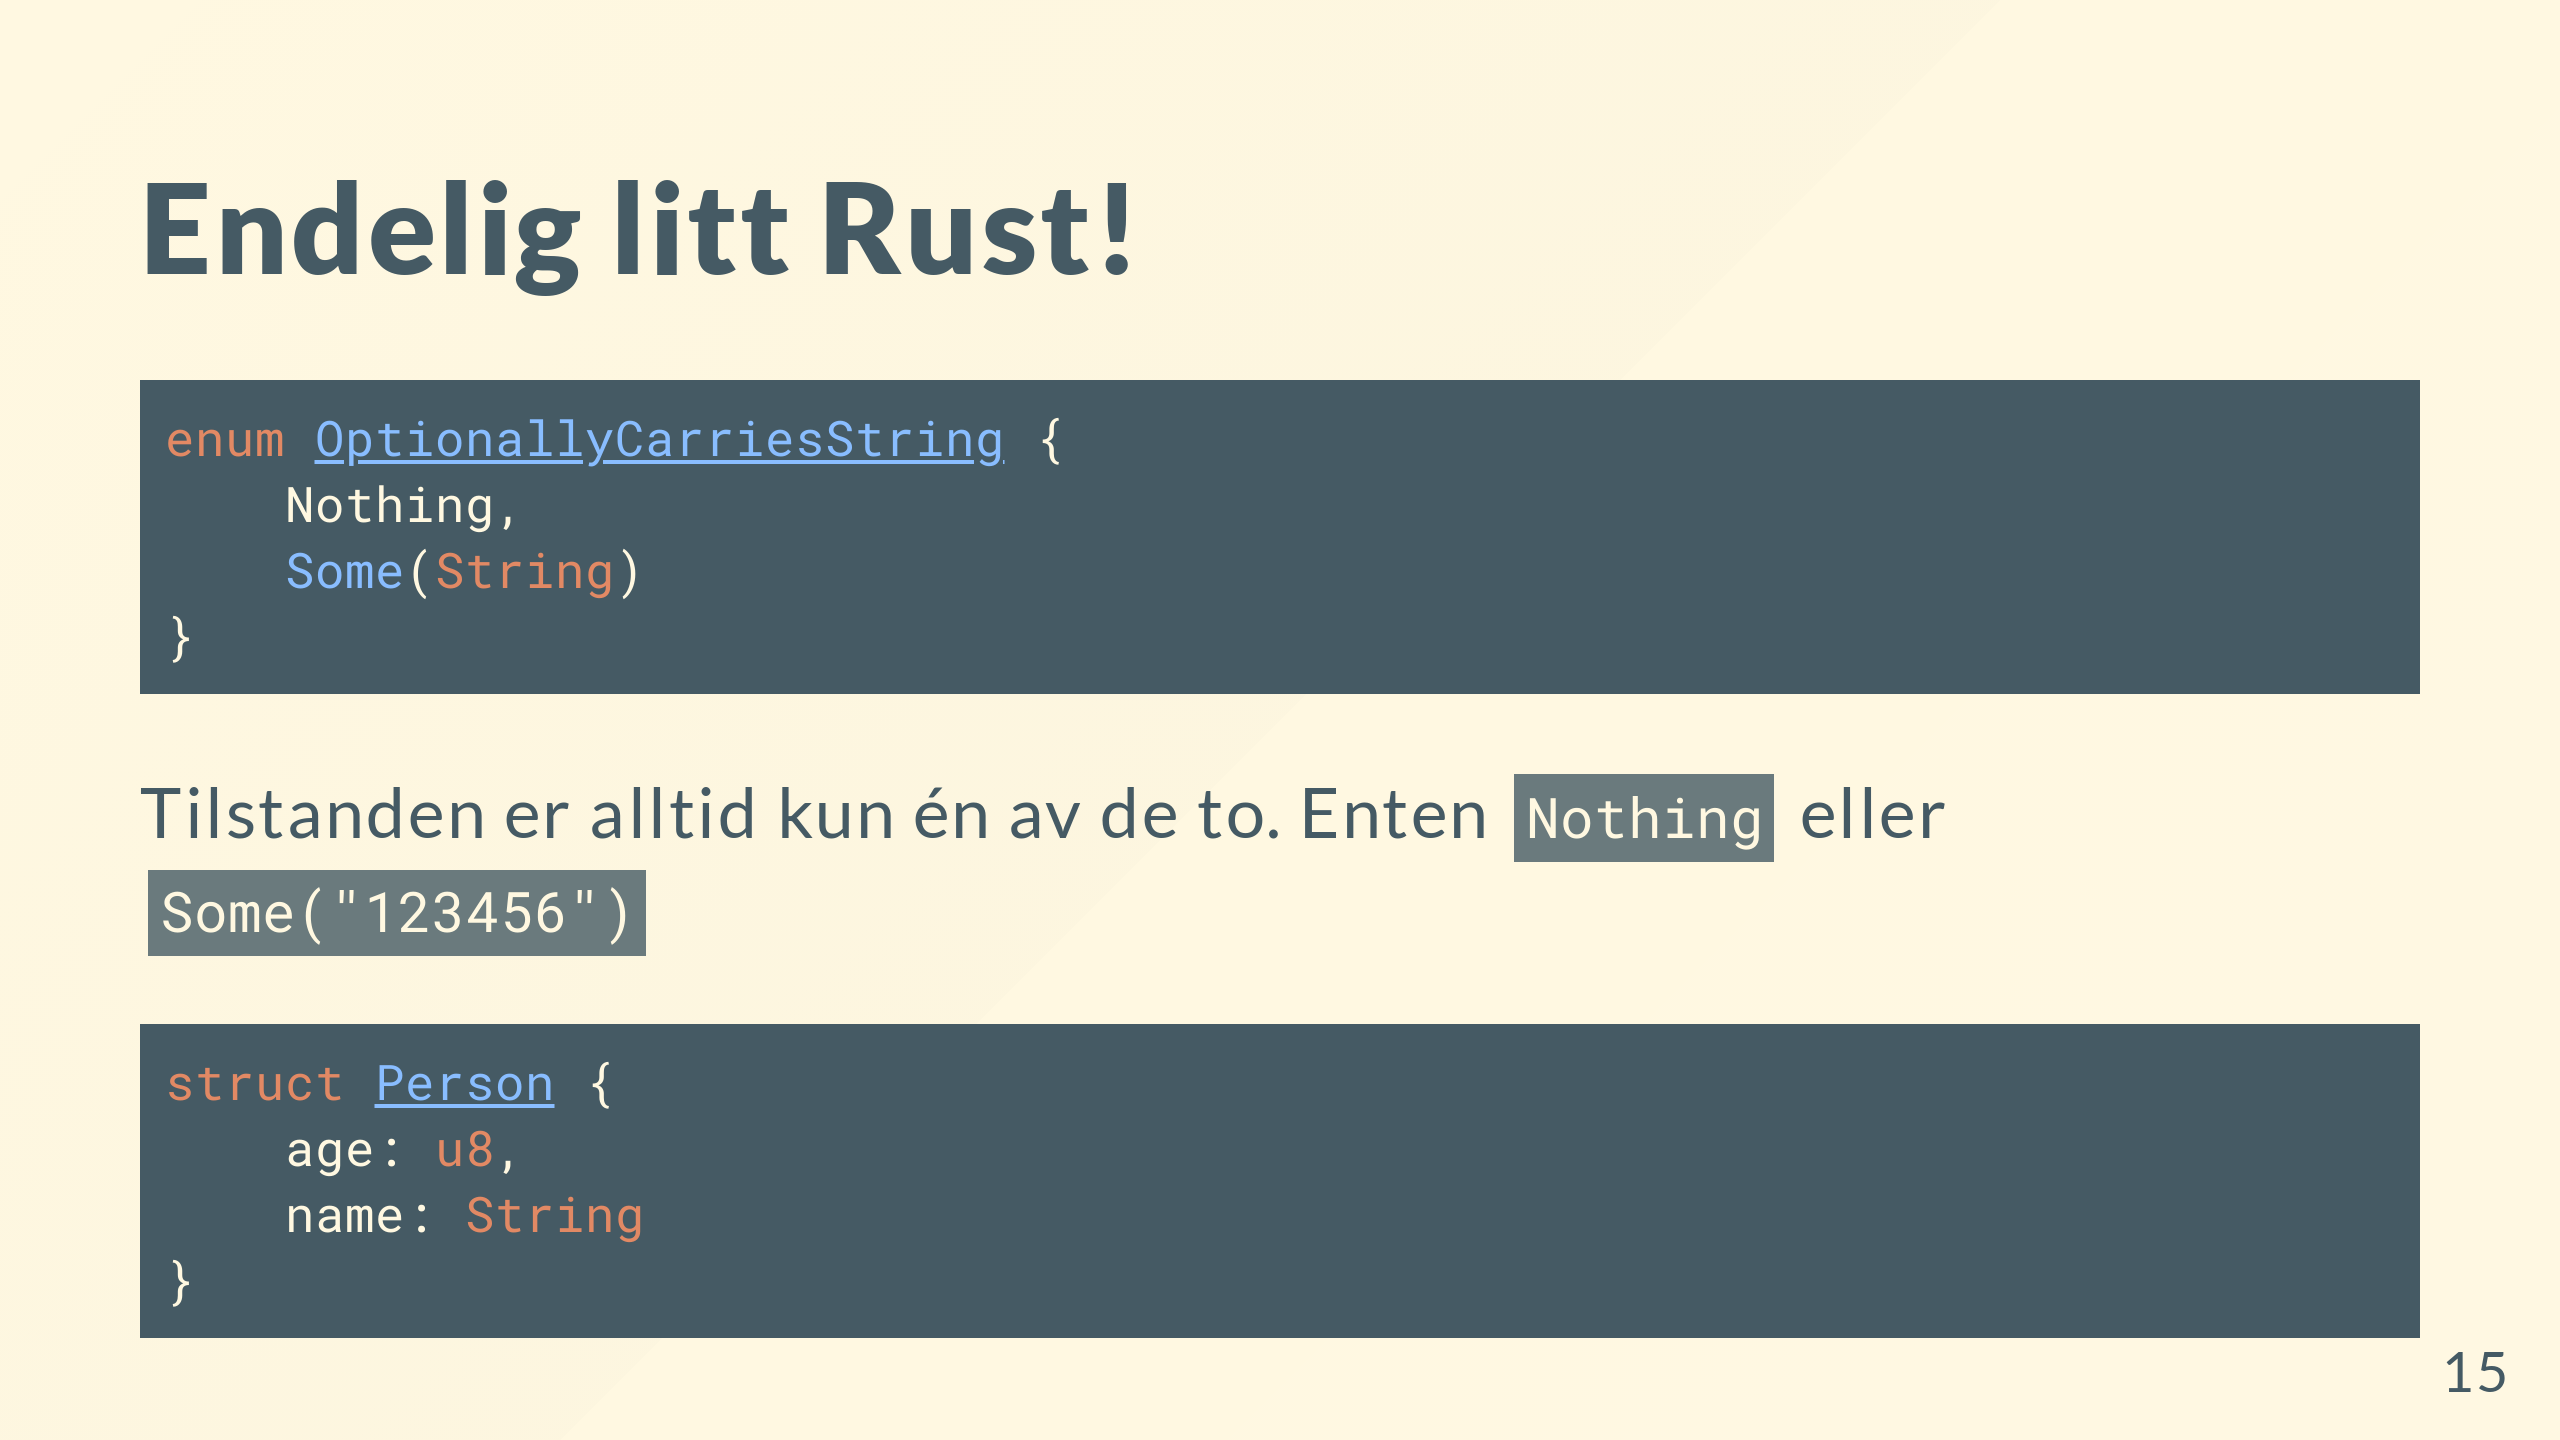 Endelig litt Rust!
enum OptionallyCarriesString {
    Nothing,
    Some(String)
}
Tilstanden er alltid kun én av de to. Enten Nothing eller
Some("123456")
struct Person {
    age: u8,
    name: String
}
15